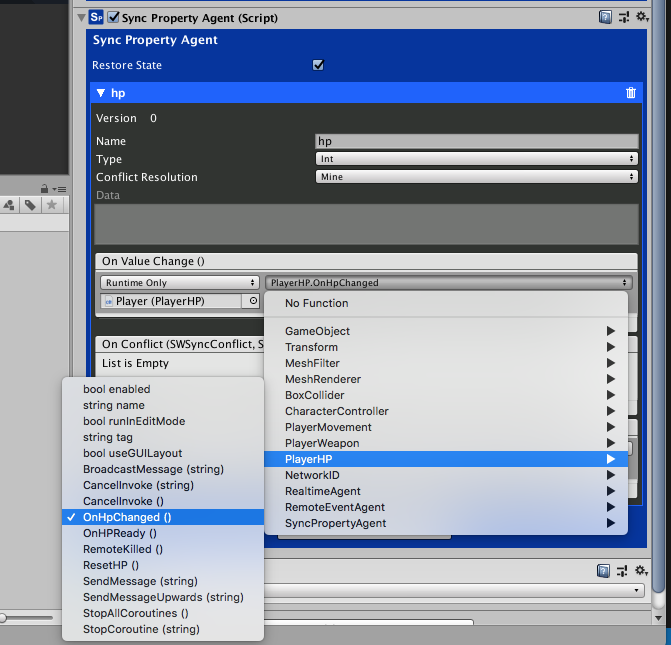 Sync Property Agent (Script)
Sync Property Agent
Restore State
hp
Version 0
Name hp
Type Int
Conflict Resolution Mine
Data
On Value Change ()
Runtime Only PlayerHP.OnHpChanged
Player (PlayerHP)
No Function
GameObject
Transform
MeshFilter
MeshRenderer
BoxCollider
CharacterController
PlayerMovement
PlayerWeapon
PlayerHP
NetworkID
RealtimeAgent
RemoteEventAgent
SyncPropertyAgent
On Conflict (SWSyncConflict, S
List is Empty
bool enabled
string name
bool runInEditMode
string tag
bool useGUILayout
BroadcastMessage (string)
CancelInvoke (string)
CancelInvoke ()
OnHpChanged ()
OnHPReady ()
RemoteKilled ()
ResetHP ()
SendMessage (string)
SendMessageUpwards (string)
StopAllCoroutines ()
StopCoroutine (string)